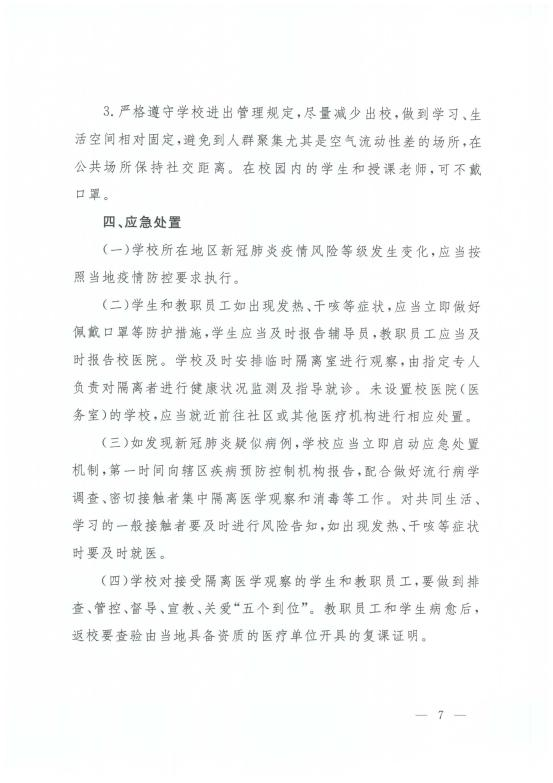 3.严格遵守学校进出管理规定,尽量减少出校,做到学习、生
活空间相对固定,避免到人群聚集尤其是空气流动性差的场所,在
公共场所保持社交距离。在校园内的学生和授课老师,可不戴
口罩。
四、应急处置
(一)学校所在地区新冠肺炎疫情风险等级发生变化,应当按
照当地疫情防控要求执行。
(二)学生和教职员工如出现发热、干咳等症状,应当立即做好
佩戴口罩等防护措施,学生应当及时报告辅导员,教职员工应当及
时报告校医院。学校及时安排临时隔离室进行观察,由指定专人
负责对隔离者进行健康状况监测及指导就诊。未设置校医院(医
务室)的学校,应当就近前往社区或其他医疗机构进行相应处置。
(三)如发现新冠肺炎疑似病例,学校应当立即启动应急处置
机制,第一时间向辖区疾病预防控制机构报告,配合做好流行病学
调查、密切接触者集中隔离医学观察和消毒等工作。对共同生活、
学习的一般接触者要及时进行风险告知,如出现发热、干咳等症状
时要及时就医。
(四)学校对接受隔离医学观察的学生和教职员工,要做到排
查、管控、督导、宣教、关爱“五个到位”。教职员工和学生病愈后,
返校要查验由当地具备资质的医疗单位开具的复课证明。
— 7 —